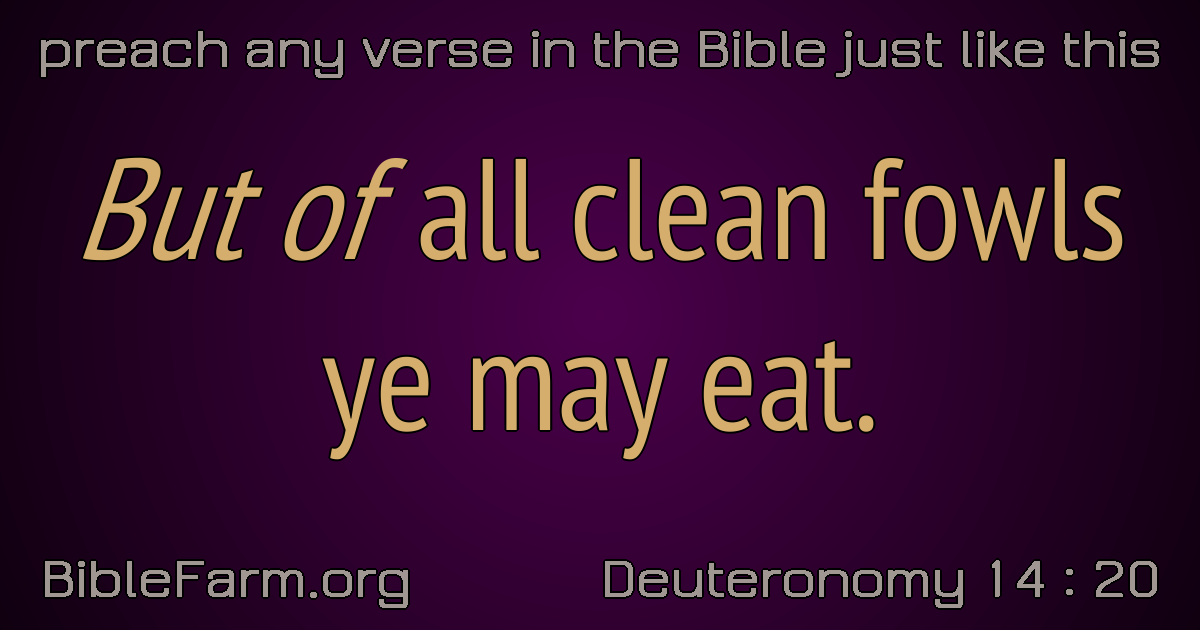 preach any verse in the Bible just like this
But of all clean fowls
ye may eat.
BibleFarm.org
Deuteronomy 14 : 20